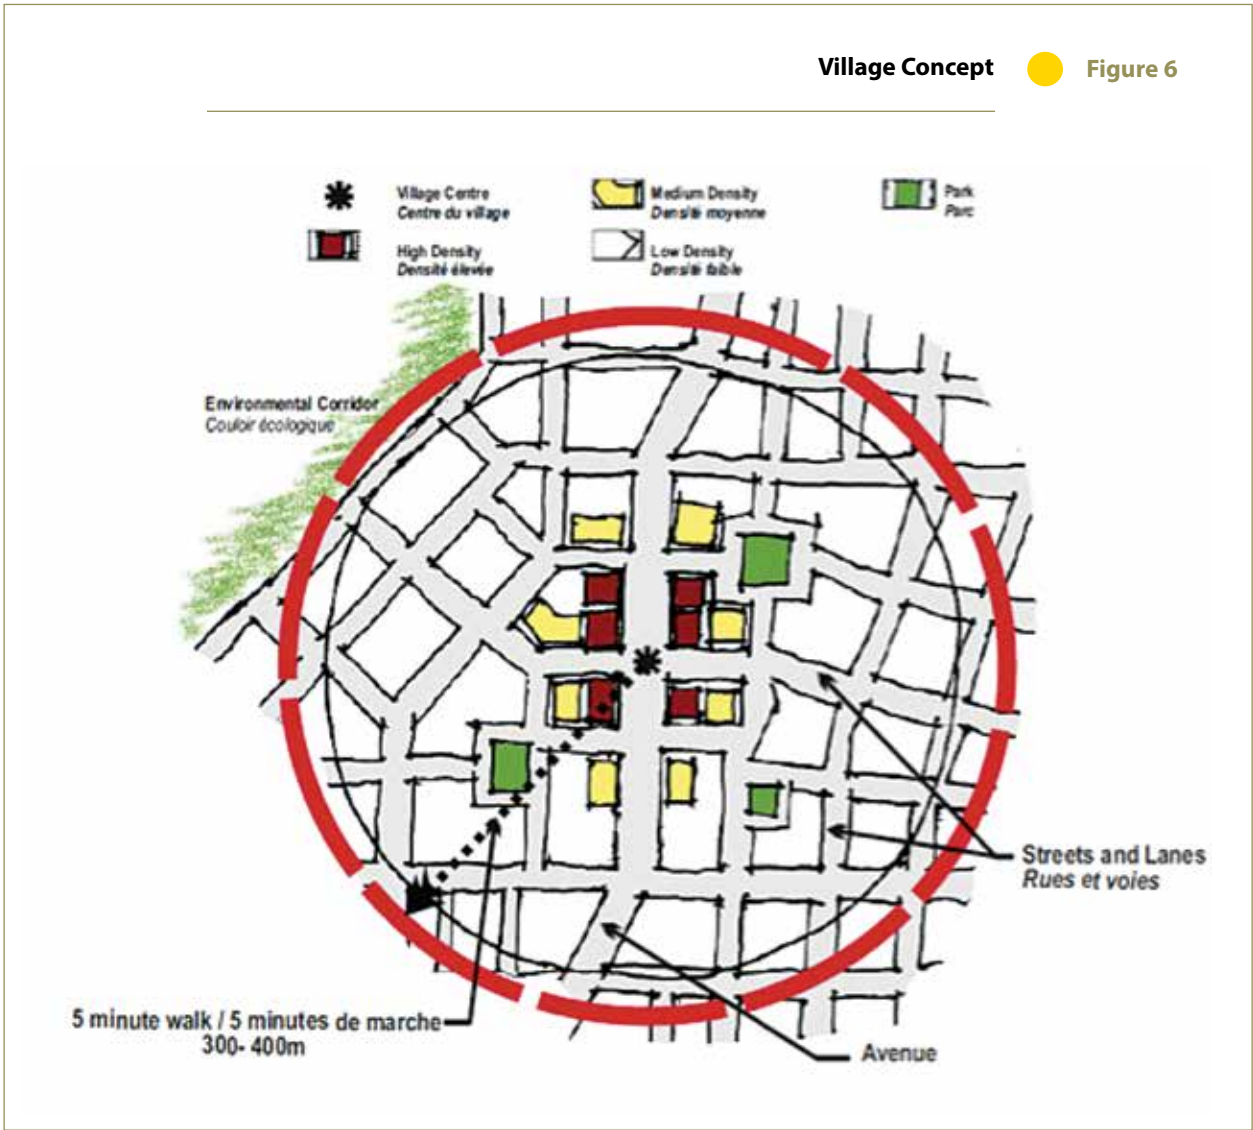 Village Concept
Figure 6
Village Centre
Centre du village
High Density
Densité élevée
Medium Density
Densité moyenne
Low Density
Densité faible
Park
Parc
Environmental Corridor
Couloir écologique
Streets and Lanes
Rues et voies
5 minute walk / 5 minutes de marche
300- 400m
Avenue